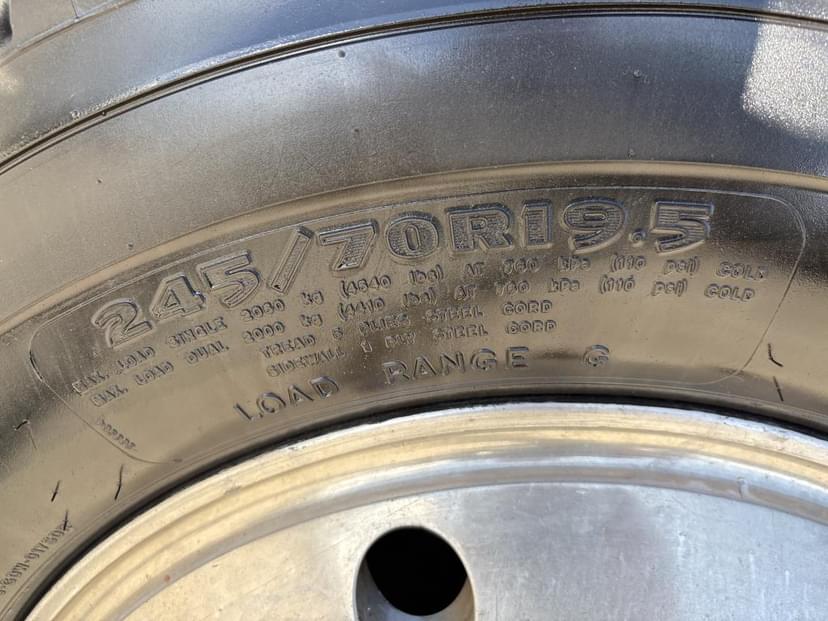 245/70R19.5
MAX. LOAD SINGLE 2060 kg (4540 lbs) AT 760 kPa (110 psi) COLD
MAX. LOAD DUAL 2000 kg (4410 lbs) AT 760 kPa (110 psi) COLD
TREAD 5 PLIES STEEL CORD
SIDEWALL 1 PLY STEEL CORD
LOAD RANGE G